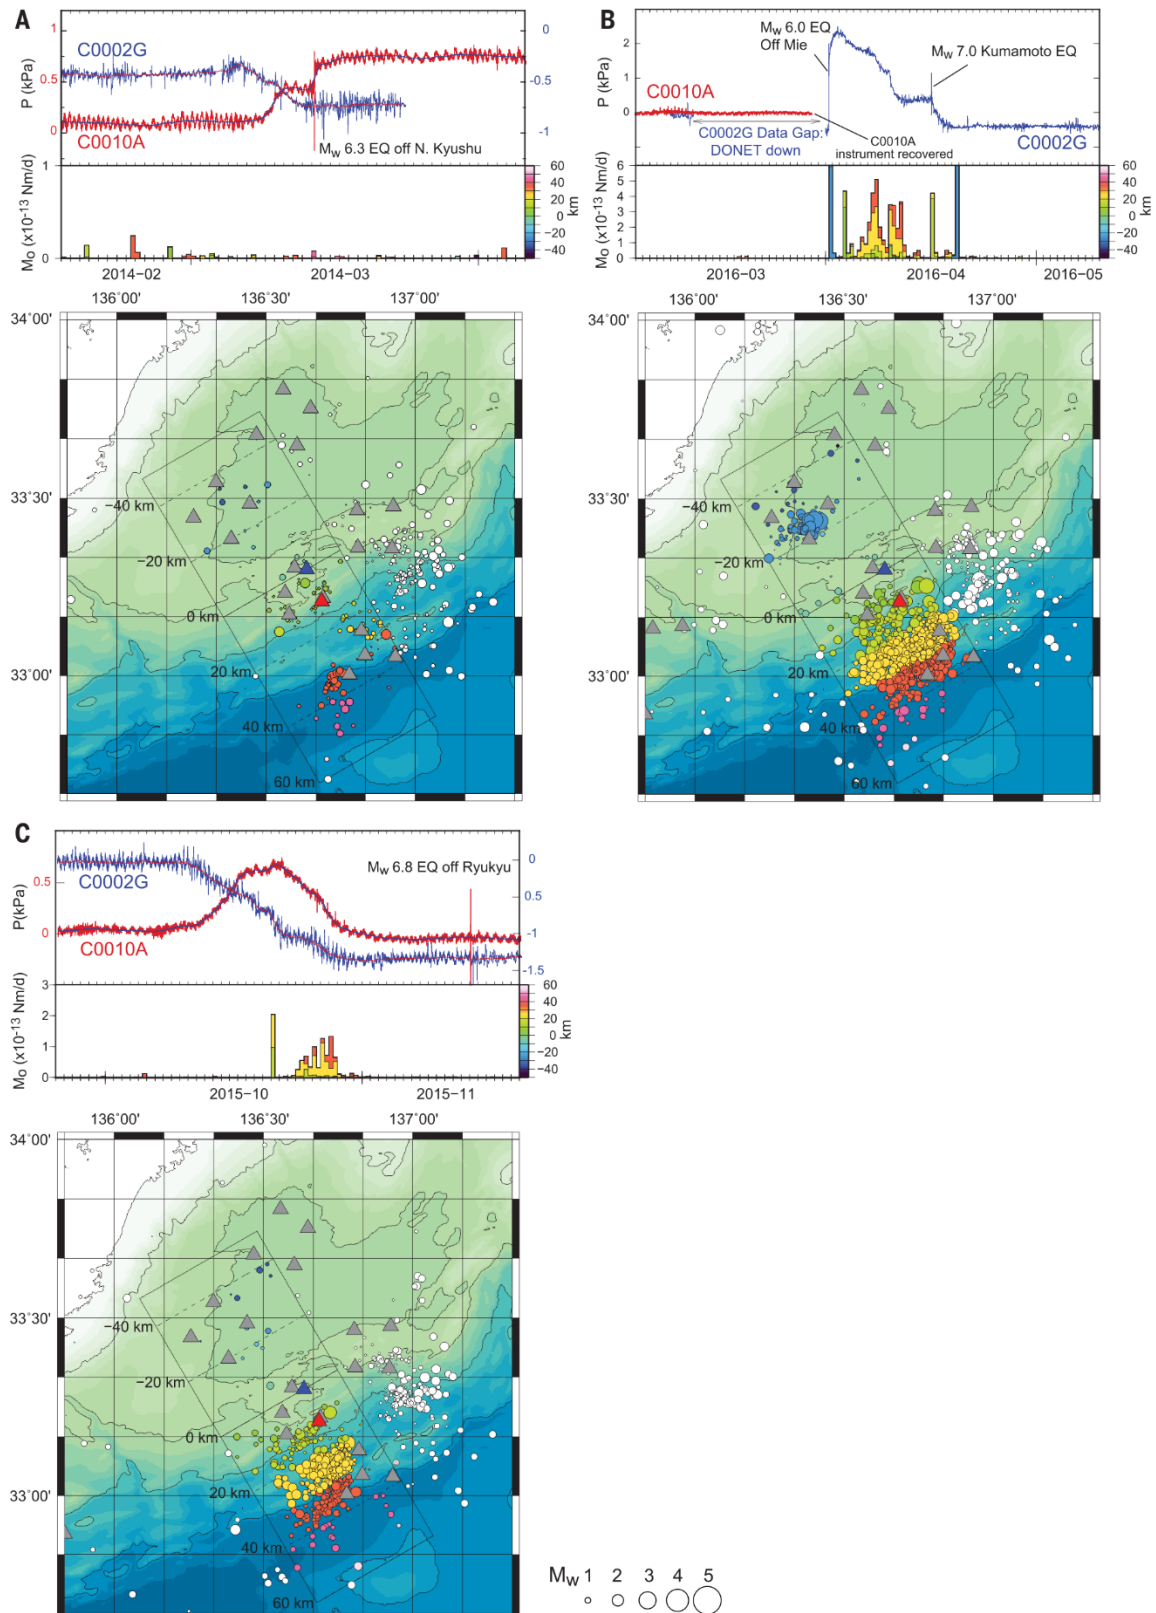 A
1
0.5
0
P (kPa)
0
−0.5
−1
C0002G
C0010A
Mw 6.3 EQ off N. Kyushu
1
0
Mo (x10-13 Nm/d)
60
40
20
0
−20
−40
km
2014−02
2014−03
136˚00'
136˚30'
137˚00'
34˚00'
33˚30'
33˚00'
−40 km
−20 km
0 km
20 km
40 km
60 km
B
2
1
0
P (kPa)
Mw 6.0 EQ
Off Mie
Mw 7.0 Kumamoto EQ
C0010A
C0002G Data Gap:
DONET down
C0010A
instrument recovered
C0002G
6
5
4
3
2
1
0
Mo (x10-13 Nm/d)
60
40
20
0
−20
−40
km
2016−03
2016−04
2016−05
136˚00'
136˚30'
137˚00'
34˚00'
33˚30'
33˚00'
−40 km
−20 km
0 km
20 km
40 km
60 km
C
0.5
0
P(kPa)
0
0.5
−1
−1.5
C0002G
C0010A
Mw 6.8 EQ off Ryukyu
3
2
1
0
Mo (x10-13 Nm/d)
60
40
20
0
−20
−40
km
2015−10
2015−11
136˚00'
136˚30'
137˚00'
34˚00'
33˚30'
33˚00'
−40 km
−20 km
0 km
20 km
40 km
60 km
Mw 1 2 3 4 5